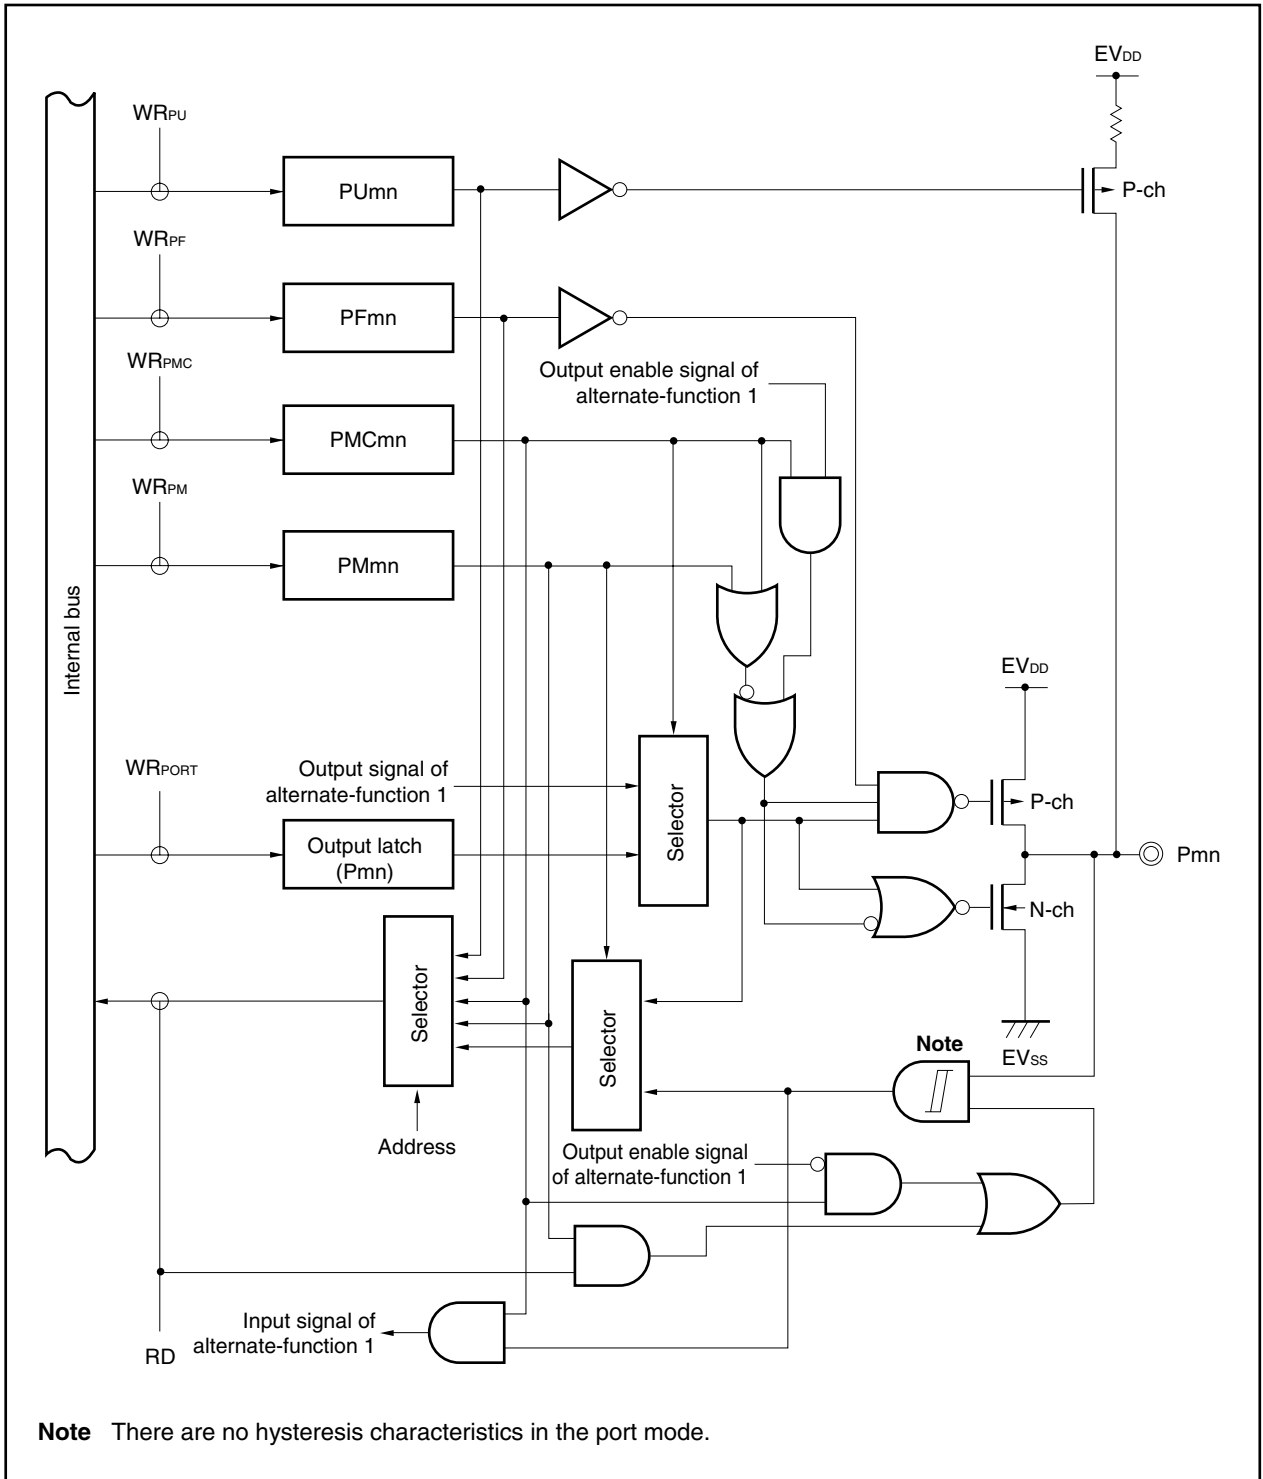 EVDD
WRPU
PUmn
P-ch
WRPF
PFmn
WRPMC
Output enable signal of
alternate-function 1
PMCmn
WRPM
PMmn
Internal bus
EVDD
WRPORT
Output signal of
alternate-function 1
Selector
P-ch
Output latch
(Pmn)
Pmn
N-ch
Selector
Selector
Note
EVSS
Address
Output enable signal
of alternate-function 1
Input signal of
alternate-function 1
RD
Note There are no hysteresis characteristics in the port mode.